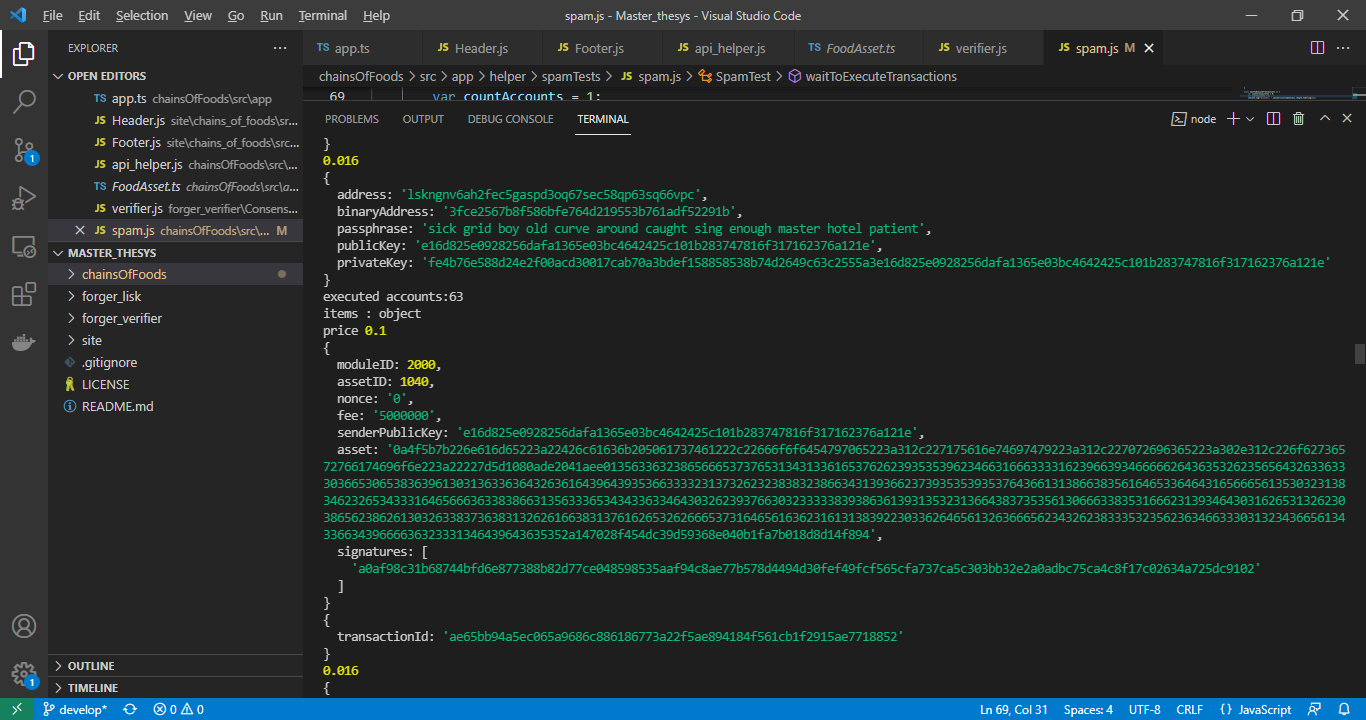 File Edit Selection View Go Run Terminal Help
spam.js - Master_thesys - Visual Studio Code
EXPLORER
OPEN EDITORS
TS app.ts chainsOfFoods\src\app
JS Header.js site\chains_of_foods\sr...
JS Footer.js site\chains_of_foods\src...
JS api_helper.js chainsOfFoods\src\...
TS FoodAsset.ts chainsOfFoods\src\a...
JS verifier.js forger_verifier\Consens...
JS spam.js chainsOfFoods\src\... M
MASTER_THESYS
chainsOfFoods
forger_lisk
forger_verifier
site
.gitignore
LICENSE
README.md
OUTLINE
TIMELINE
1
1
TS app.ts
JS Header.js
JS Footer.js
JS api_helper.js
TS FoodAsset.ts
JS verifier.js
JS spam.js M
chainsOfFoods > src > app > helper > spamTests > JS spam.js > SpamTest > waitToExecuteTransactions
69 var countAccounts = 1;
PROBLEMS OUTPUT DEBUG CONSOLE TERMINAL
node
}
0.016
{
address: 'lskngnv6ah2fec5gaspd3oq67sec58qp63sq66vpc',
binaryAddress: '3fce2567b8f586bfe764d219553b761adf52291b',
passphrase: 'sick grid boy old curve around caught sing enough master hotel patient',
publicKey: 'e16d825e0928256dafa1365e03bc4642425c101b283747816f317162376a121e',
privateKey: 'fe4b76e588d24e2f00acd30017cab70a3bdef158858538b74d2649c63c2555a3e16d825e0928256dafa1365e03bc4642425c101b283747816f317162376a121e'
}
executed accounts:63
items : object
price 0.1
{
moduleID: 2000,
assetID: 1040,
nonce: '0',
fee: '5000000',
senderPublicKey: 'e16d825e0928256dafa1365e03bc4642425c101b283747816f317162376a121e',
asset:
signatures: [
'a0af98c31b68744bfd6e877388b82d77ce048598535aaf94c8ae77b578d4494d30fef49fcf565cfa737ca5c303bb32e2a0adbc75ca4c8f17c02634a725dc9102'
]
}
{
transactionId: 'ae65bb94a5ec065a9686c886186773a22f5ae894184f561cb1f2915ae7718852'
}
0.016
{
develop* 0 0
Ln 69, Col 31 Spaces: 4 UTF-8 CRLF {} JavaScript